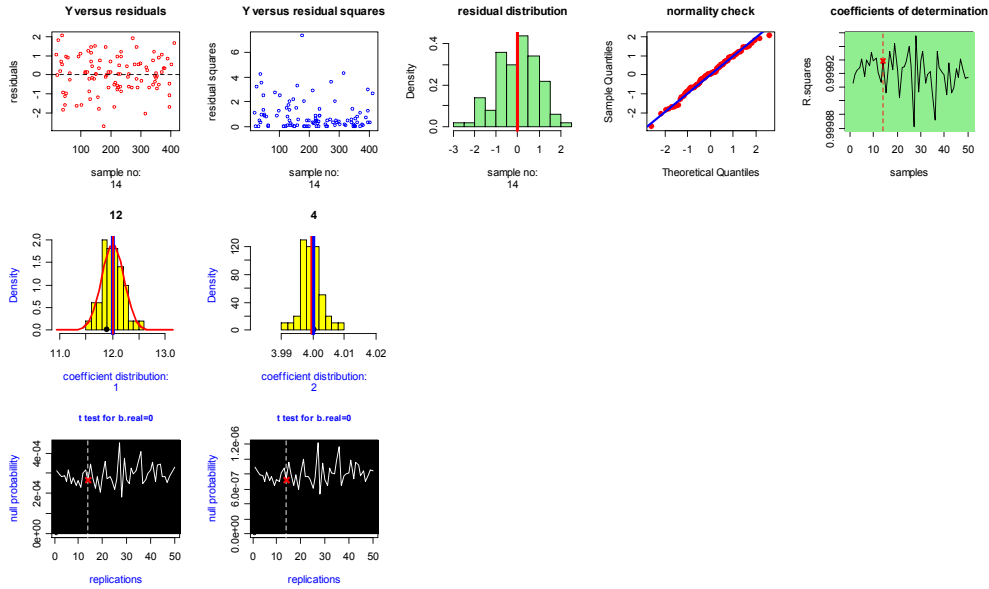 Y versus residuals
residuals
2
1
0
-1
-2
100 200 300 400
sample no:
14
Y versus residual squares
residual squares
6
4
2
0
100 200 300 400
sample no:
14
residual distribution
Density
0.4
0.2
0.0
-3 -2 -1 0 1 2
sample no:
14
normality check
Sample Quantiles
2
1
0
-1
-2
-2 -1 0 1 2
Theoretical Quantiles
coefficients of determination
R.squares
0.99992
0.99988
0 10 20 30 40 50
samples
12
Density
2.0
1.5
1.0
0.5
0.0
11.0 12.0 13.0
coefficient distribution:
1
4
Density
120
80
40
0
3.99 4.00 4.01 4.02
coefficient distribution:
2
t test for b.real=0
null probability
4e-04
2e-04
0e+00
0 10 20 30 40 50
replications
t test for b.real=0
null probability
1.2e-06
6.0e-07
0.0e+00
0 10 20 30 40 50
replications